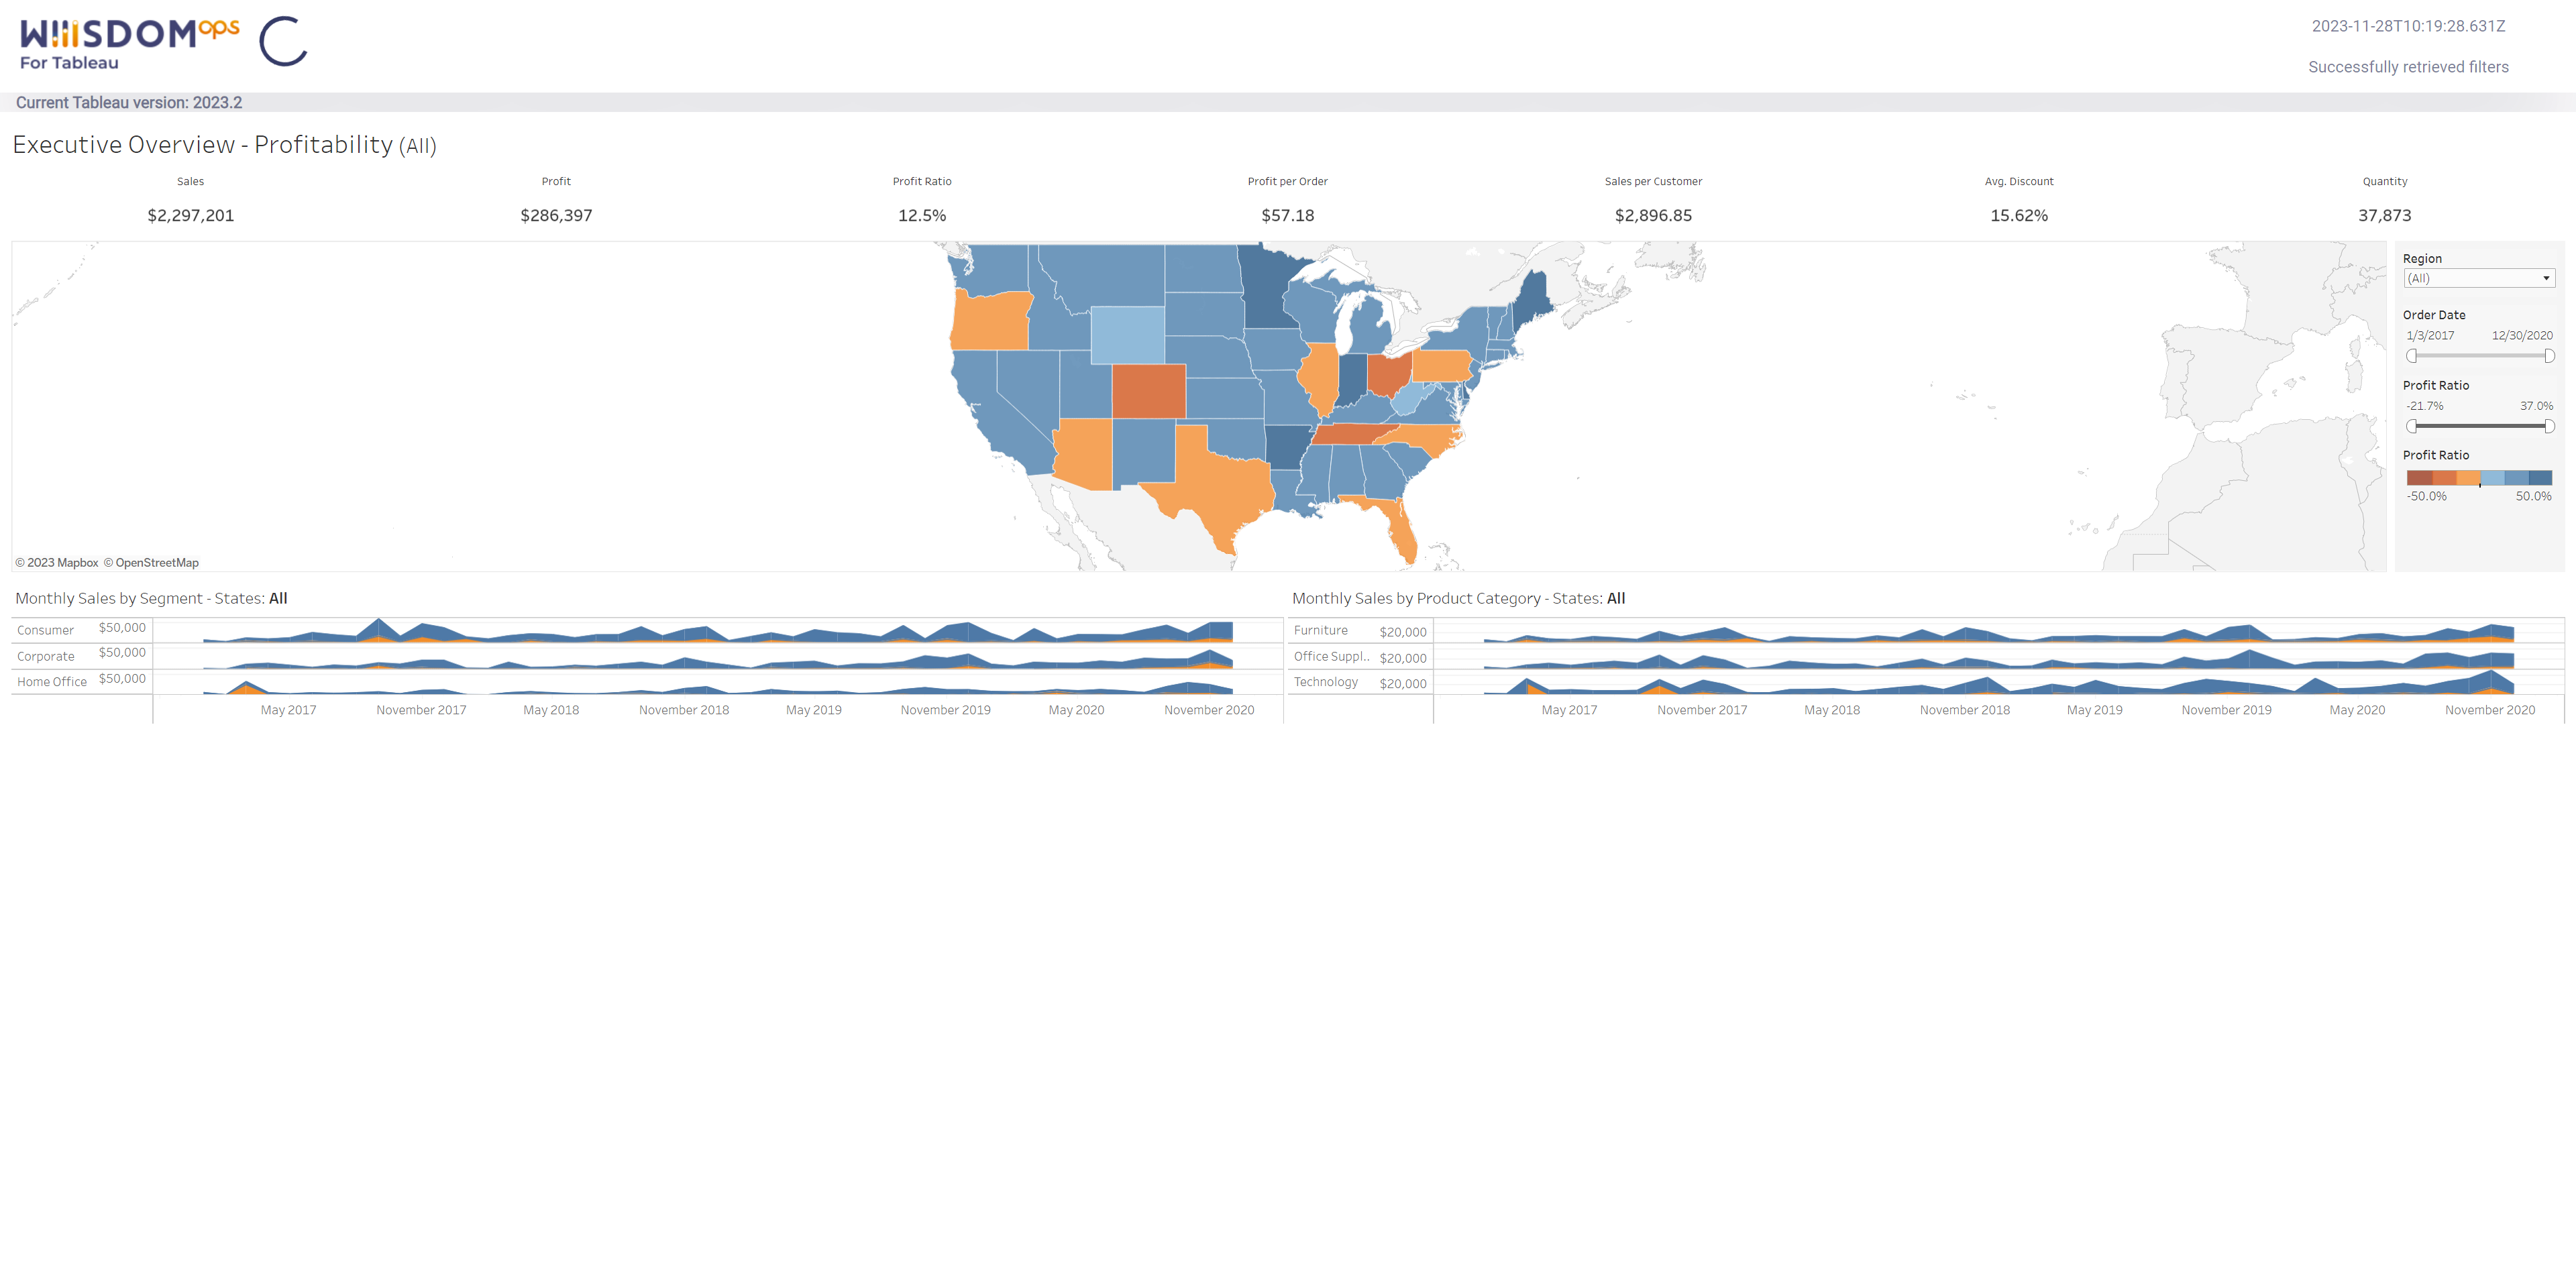 WIIISDOMops
For Tableau
2023-11-28T10:19:28.631Z
Successfully retrieved filters
Current Tableau version: 2023.2
Executive Overview - Profitability (All)
Sales Profit Profit Ratio Profit per Order Sales per Customer Avg. Discount Quantity
$2,297,201 $286,397 12.5% $57.18 $2,896.85 15.62% 37,873
Region
(All)
Order Date
1/3/2017 12/30/2020
Profit Ratio
-21.7% 37.0%
Profit Ratio
-50.0% 50.0%
© 2023 Mapbox © OpenStreetMap
Monthly Sales by Segment - States: All
Consumer $50,000
Corporate $50,000
Home Office $50,000
May 2017 November 2017 May 2018 November 2018 May 2019 November 2019 May 2020 November 2020
Monthly Sales by Product Category - States: All
Furniture $20,000
Office Suppl.. $20,000
Technology $20,000
May 2017 November 2017 May 2018 November 2018 May 2019 November 2019 May 2020 November 2020